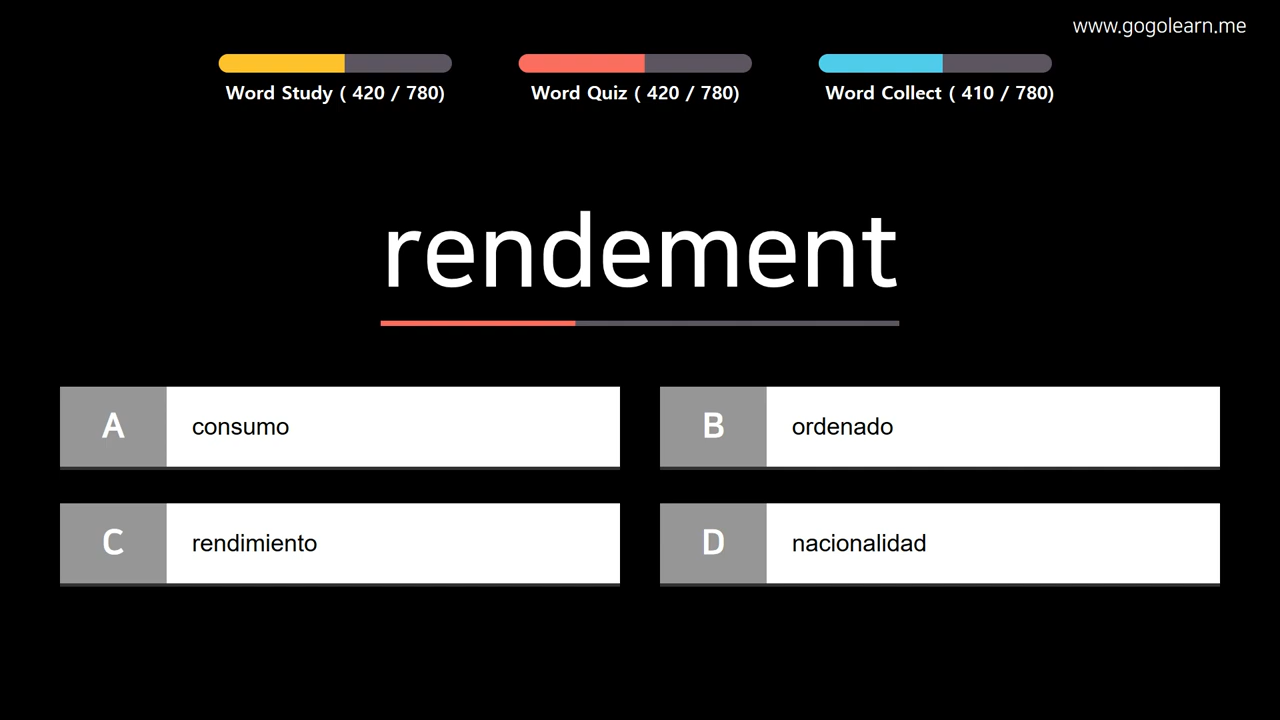 www.gogolearn.me
Word Study ( 420 / 780)
Word Quiz ( 420 / 780)
Word Collect ( 410 / 780)
rendement
A
consumo
B
ordenado
C
rendimiento
D
nacionalidad